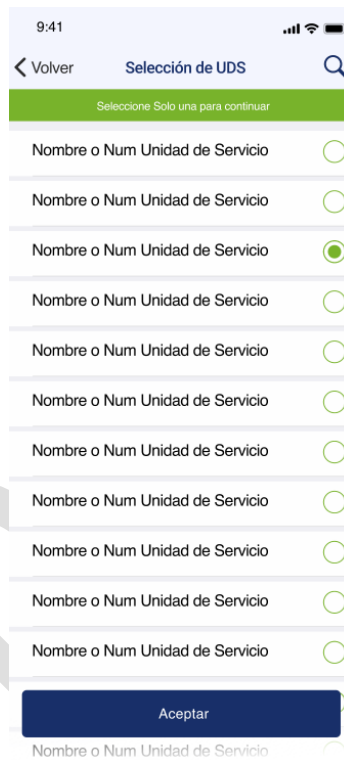 9:41
Volver Selección de UDS
Seleccione Solo una para continuar
Nombre o Num Unidad de Servicio
Nombre o Num Unidad de Servicio
Nombre o Num Unidad de Servicio
Nombre o Num Unidad de Servicio
Nombre o Num Unidad de Servicio
Nombre o Num Unidad de Servicio
Nombre o Num Unidad de Servicio
Nombre o Num Unidad de Servicio
Nombre o Num Unidad de Servicio
Nombre o Num Unidad de Servicio
Nombre o Num Unidad de Servicio
Aceptar
Nombre o Num Unidad de Servicio